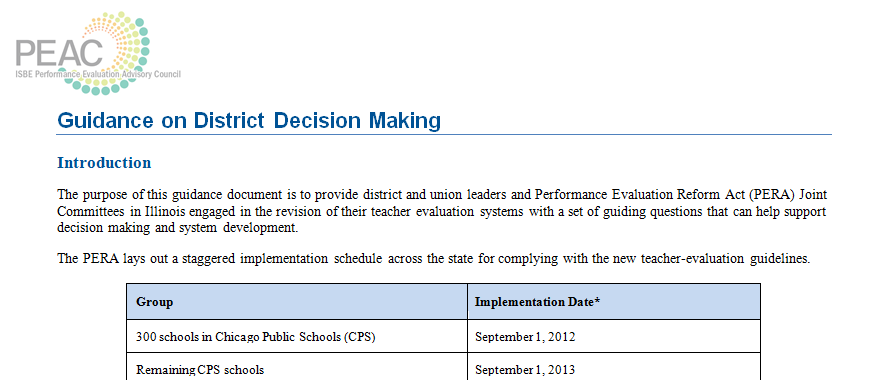 PEAC
ISBE Performance Evaluation Advisory Council
Guidance on District Decision Making
Introduction
The purpose of this guidance document is to provide district and union leaders and Performance Evaluation Reform Act (PERA) Joint
Committees in Illinois engaged in the revision of their teacher evaluation systems with a set of guiding questions that can help support
decision making and system development.
The PERA lays out a staggered implementation schedule across the state for complying with the new teacher-evaluation guidelines.
Group Implementation Date*
300 schools in Chicago Public Schools (CPS) September 1, 2012
Remaining CPS schools September 1, 2013